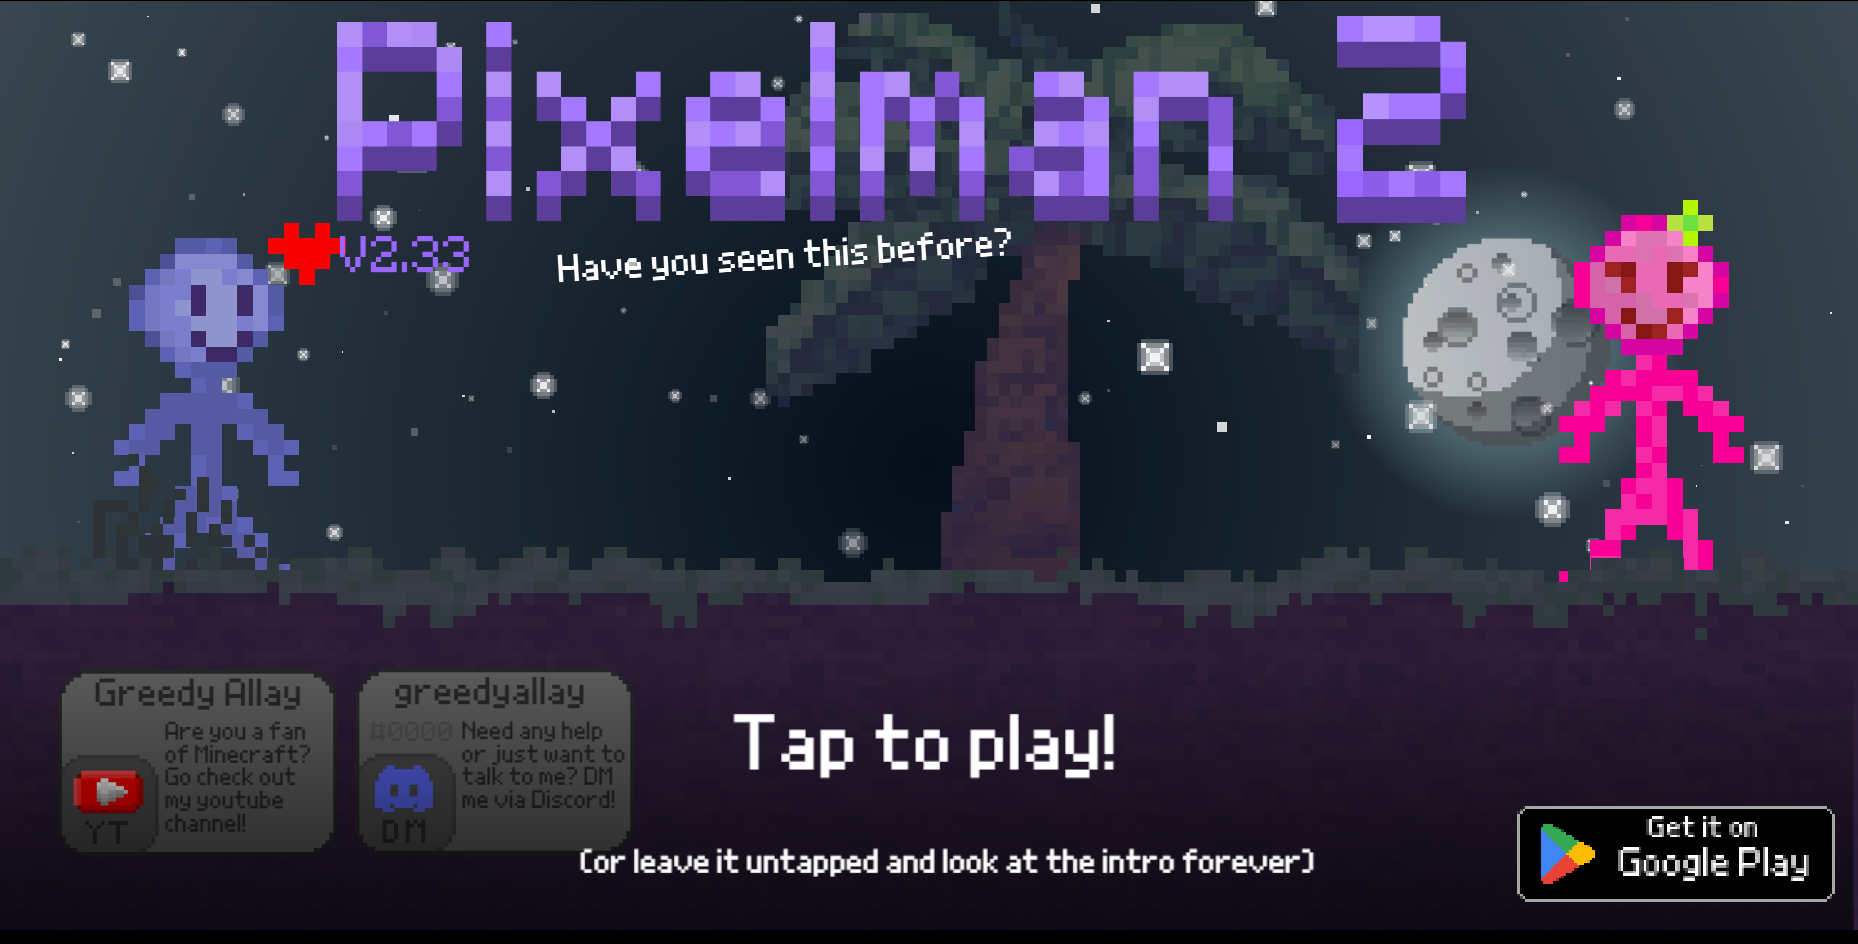 Pixelman 2
V2.33
Have you seen this before?
Greedy Allay
Are you a fan
of Minecraft?
Go check out
my youtube
channel!
YT
greedyallay
#0000
Need any help
or just want to
talk to me? DM
me via Discord!
DM
Tap to play!
(or leave it untapped and look at the intro forever)
Get it on
Google Play